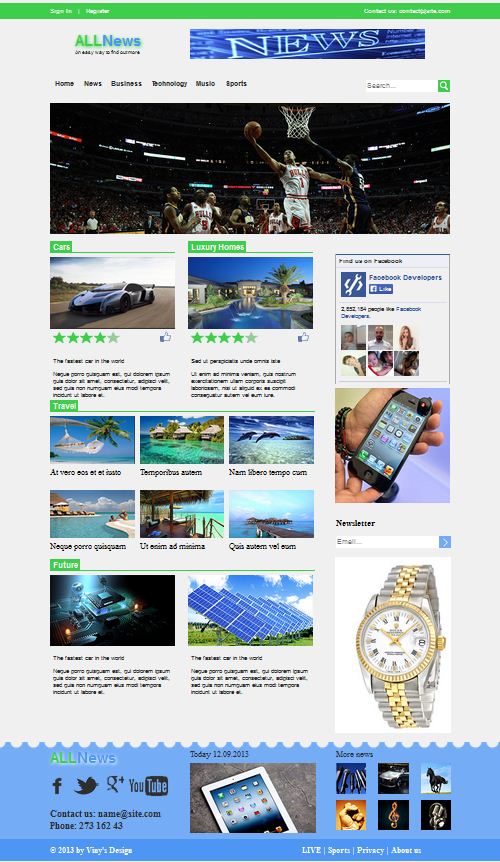 Sign In | Register
Contact us: contact@site.com
ALLNews
An easy way to find out more
NEWS
Home News Business Technology Music Sports
Search...
BULLS
1
Cars
Luxury Homes
The fastest car in the world
Neque porro quisquam est, qui dolorem ipsum
quia dolor sit amet, consectetur, adipisci velit,
sed quia non numquam eius modi tempora
incidunt ut labore et.
Sed ut perspiciatis unde omnis iste
Ut enim ad minima veniam, quis nostrum
exercitationem ullam corporis suscipit
laboriosam, nisi ut aliquid ex ea commodi
consequatur autem vel eum iure.
Find us on Facebook
Facebook Developers
Like
people like Facebook
Developers.
Travel
At vero eos et et iusto
Temporibus autem
Nam libero tempo cum
Neque porro quisquam
Ut enim ad minima
Quis autem vel eum
Newsletter
Email...
Future
The fastest car in the world
Neque porro quisquam est, qui dolorem ipsum
quia dolor sit amet, consectetur, adipisci velit,
sed quia non numquam eius modi tempora
incidunt ut labore et.
The fastest car in the world
Neque porro quisquam est, qui dolorem ipsum
quia dolor sit amet, consectetur, adipisci velit,
sed quia non numquam eius modi tempora
incidunt ut labore et.
ALLNews
f g+ You Tube
Contact us: name@site.com
Phone: 273 162 43
Today 12.09.2013
More news
© 2013 by Viny's Design
LIVE | Sports | Privacy | About us